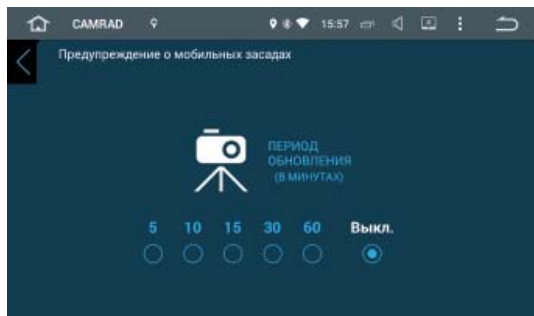 CAMRAD 15:57
Предупреждение о мобильных засадах
ПЕРИОД
ОБНОВЛЕНИЯ
(В МИНУТАХ)
5 10 15 30 60 Выкл.